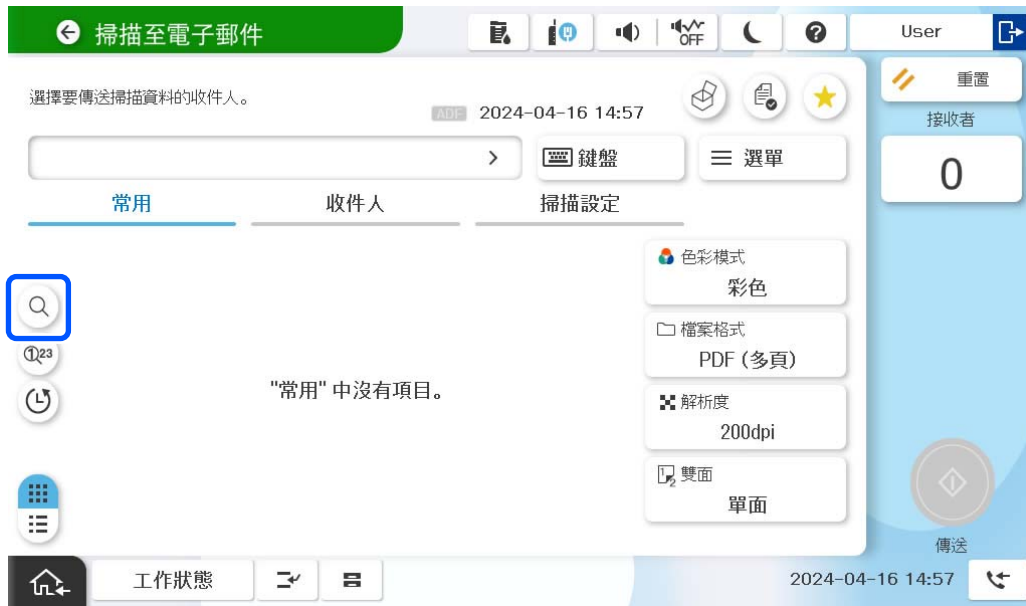 掃描至電子郵件
OFF
User
選擇要傳送掃描資料的收件人。
ADF 2024-04-16 14:57
重置
接收者
0
鍵盤
選單
常用
收件人
掃描設定
色彩模式
彩色
檔案格式
PDF (多頁)
解析度
200dpi
雙面
單面
123
"常用" 中沒有項目。
傳送
工作狀態
2024-04-16 14:57